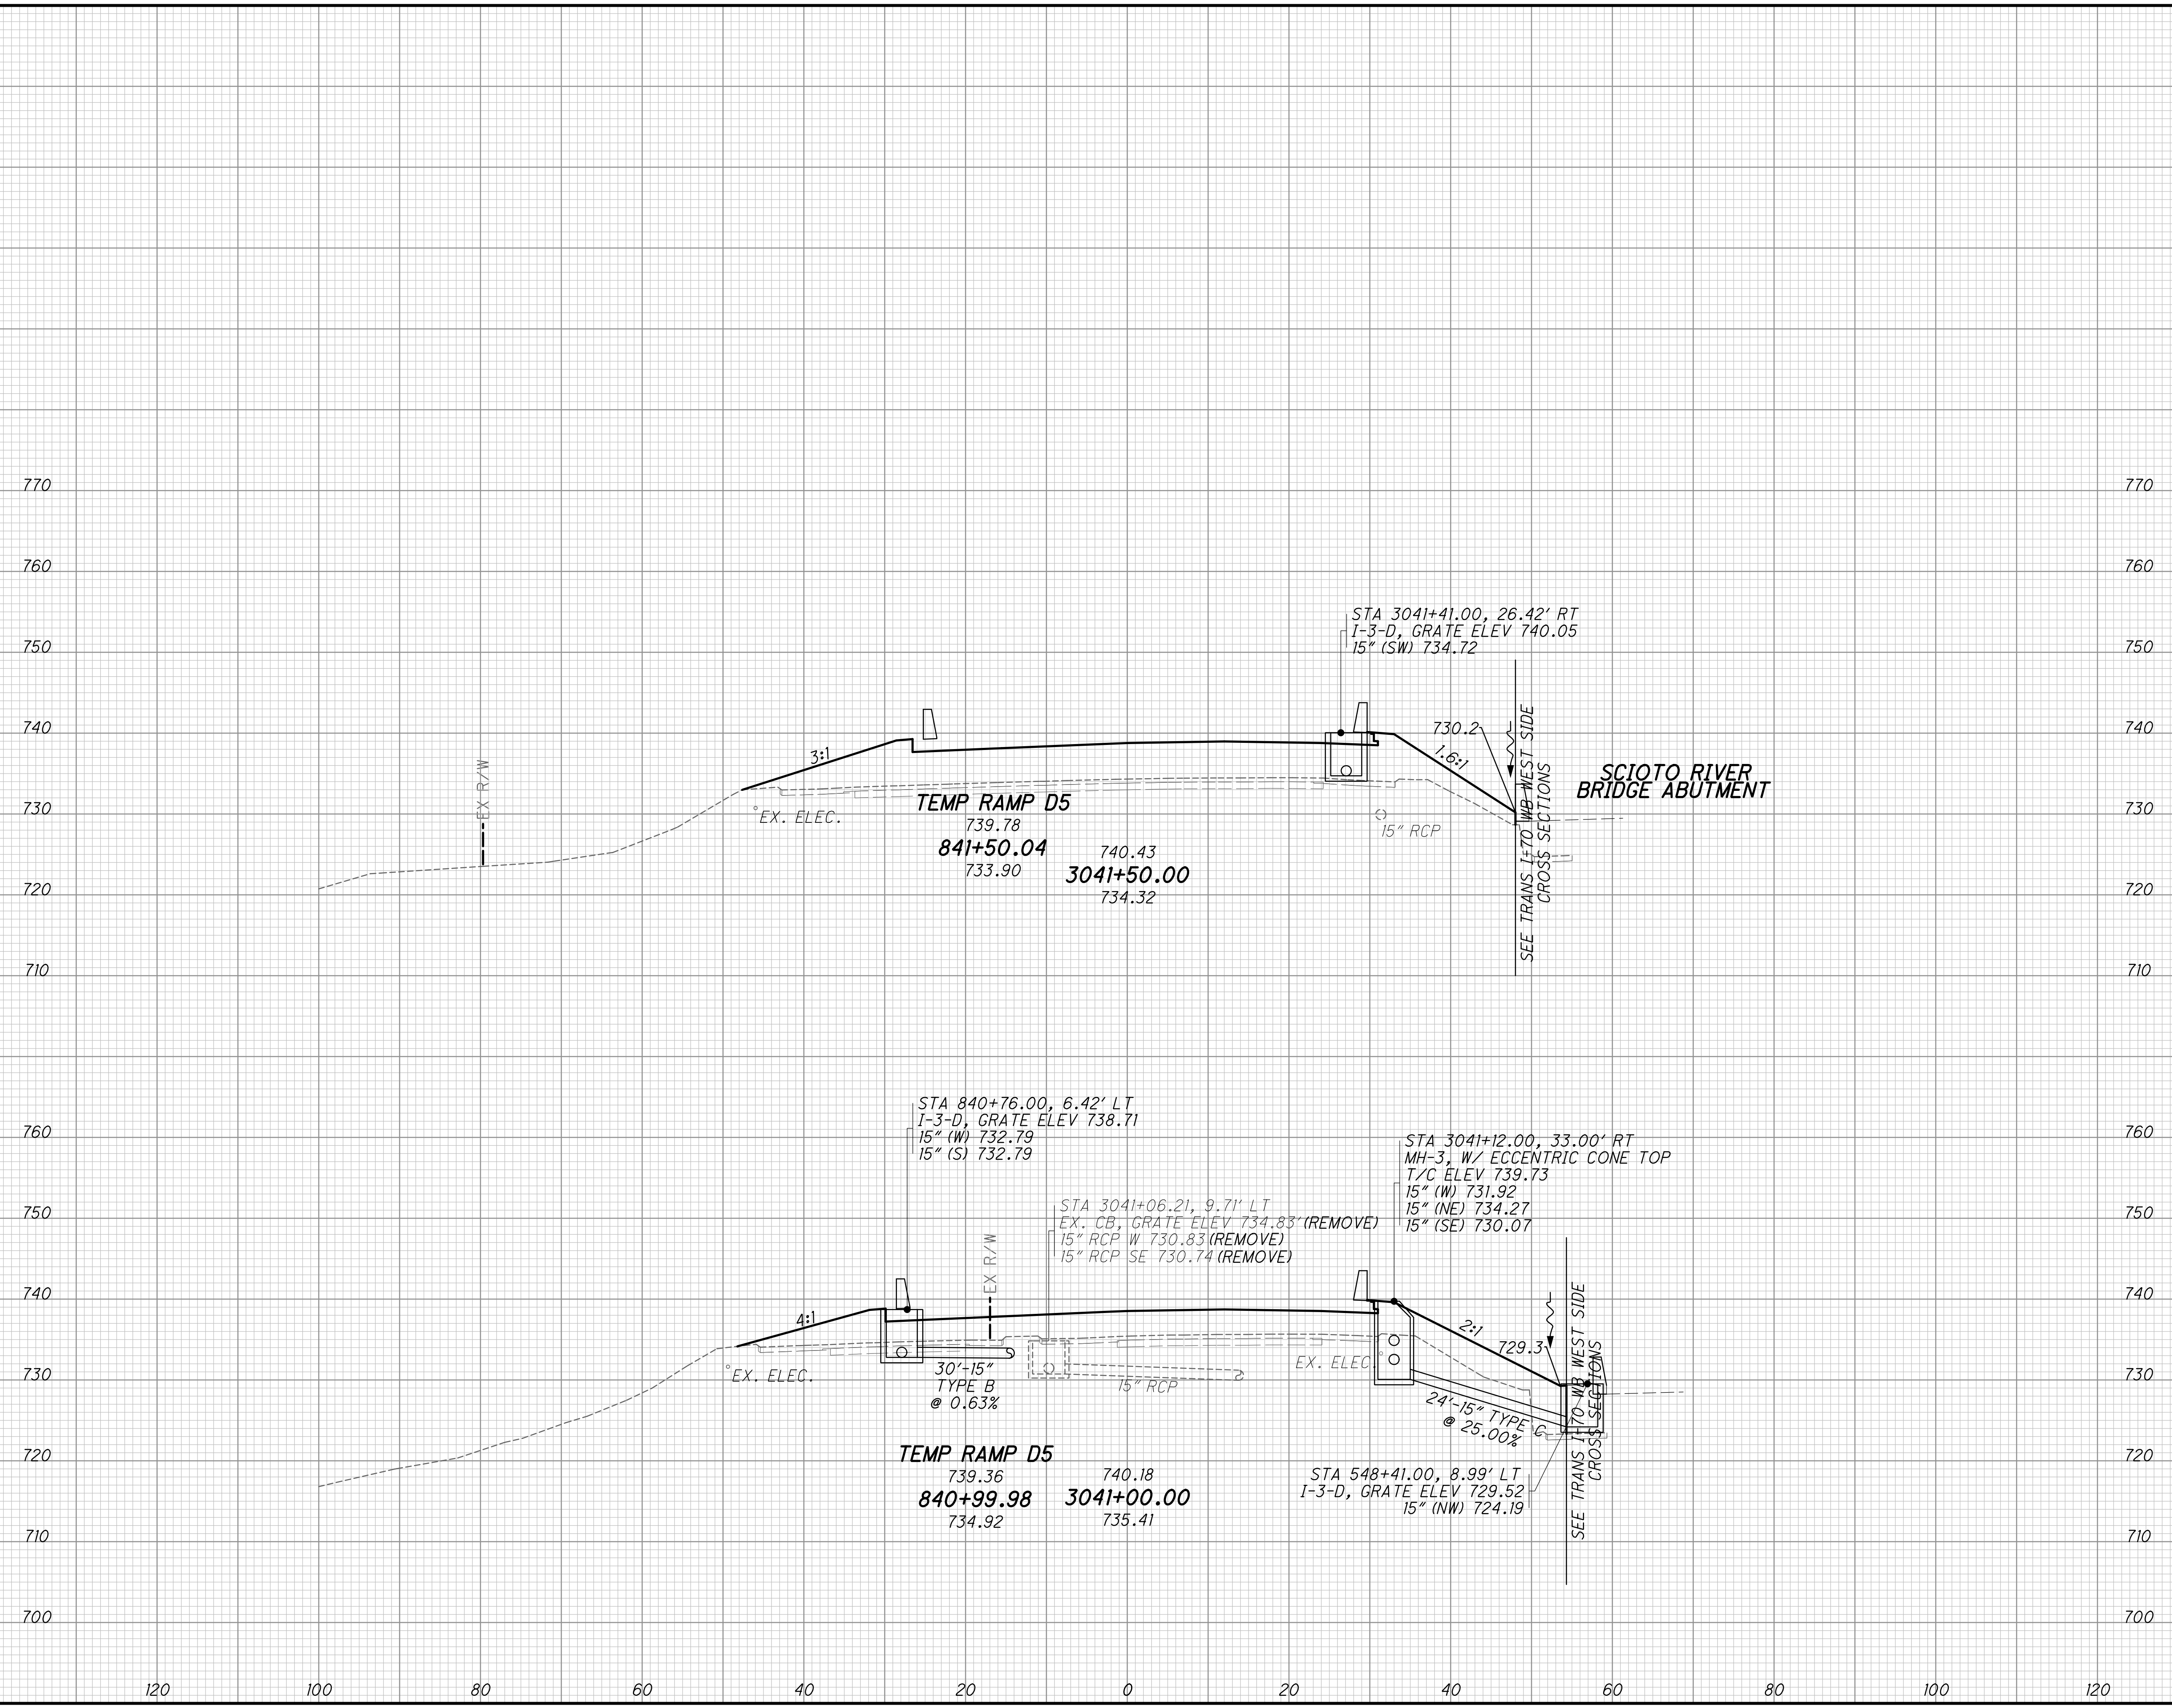 770
770
760
760
STA 3041+41.00, 26.42' RT
I-3-D, GRATE ELEV 740.05
15" (SW) 734.72
750
750
740
740
730.2
3:1
1.6:1
SEE TRANS I-70 WB WEST SIDE
CROSS SECTIONS
SCIOTO RIVER
BRIDGE ABUTMENT
EX R/W
730
730
EX. ELEC.
TEMP RAMP D5
739.78
841+50.04
733.90
740.43
3041+50.00
734.32
15" RCP
720
720
710
710
STA 840+76.00, 6.42' LT
I-3-D, GRATE ELEV 738.71
15" (W) 732.79
15" (S) 732.79
760
760
STA 3041+12.00, 33.00' RT
MH-3, W/ ECCENTRIC CONE TOP
T/C ELEV 739.73
15" (W) 731.92
15" (NE) 734.27
15" (SE) 730.07
STA 3041+06.21, 9.71' LT
EX. CB, GRATE ELEV 734.83' (REMOVE)
15" RCP W 730.83 (REMOVE)
15" RCP SE 730.74 (REMOVE)
750
750
EX R/W
740
740
4:1
2:1
729.3
SEE TRANS I-70 WB WEST SIDE
CROSS SECTIONS
730
730
EX. ELEC.
30'-15"
TYPE B
@ 0.63%
15" RCP
EX. ELEC.
24'-15" TYPE C
@ 25.00%
720
720
TEMP RAMP D5
739.36
840+99.98
734.92
740.18
3041+00.00
735.41
STA 548+41.00, 8.99' LT
I-3-D, GRATE ELEV 729.52
15" (NW) 724.19
710
710
700
700
120 100 80 60 40 20 0 20 40 60 80 100 120